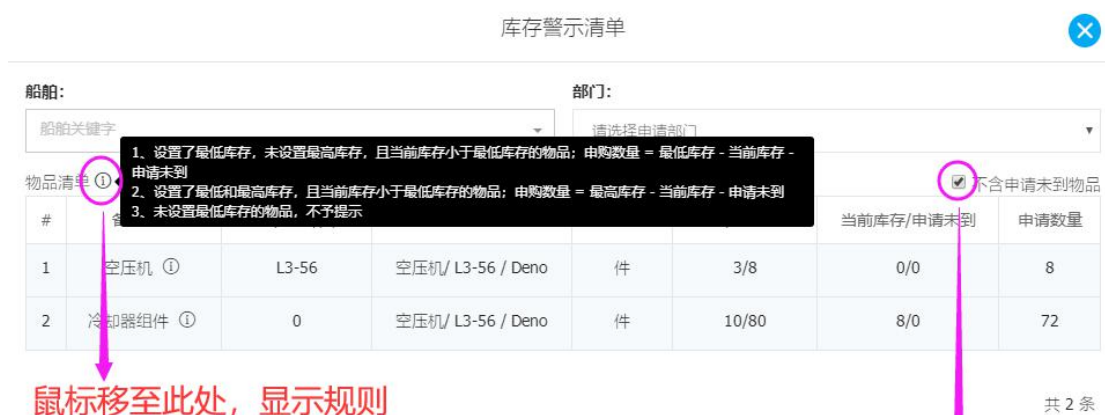 库存警示清单
船舶：
部门：
船舶关键字
请选择申请部门
1、设置了最低库存，未设置最高库存，且当前库存小于最低库存的物品；申购数量 = 最低库存 - 当前库存 -
申请未到
2、设置了最低和最高库存，且当前库存小于最低库存的物品；申购数量 = 最高库存 - 当前库存 - 申请未到
3、未设置最低库存的物品，不予提示
物品清单
不含申请未到物品
# 当前库存/申请未到 申请数量
1 空压机 L3-56 空压机/ L3-56 / Deno 件 3/8 0/0 8
2 冷却器组件 0 空压机/ L3-56 / Deno 件 10/80 8/0 72
鼠标移至此处，显示规则
共 2 条